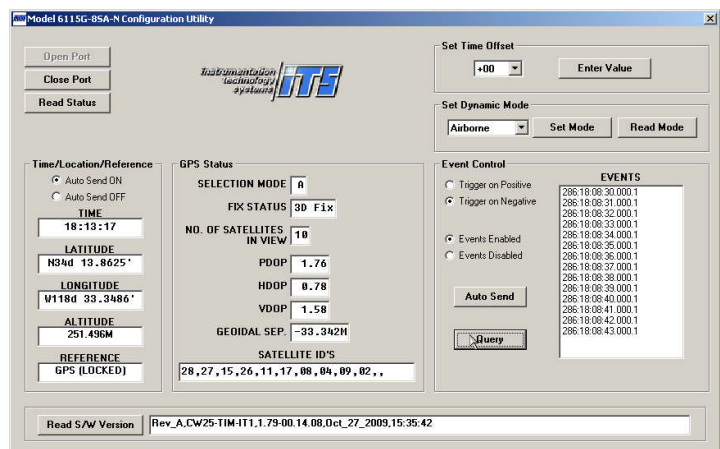 Model 6115G-8SA-N Configuration Utility
Open Port
Close Port
Read Status
Instrumentation
technology
systems
ITS
Set Time Offset
+00
Enter Value
Set Dynamic Mode
Airborne
Set Mode
Read Mode
Time/Location/Reference
Auto Send ON
Auto Send OFF
TIME
18:13:17
LATITUDE
N34d 13.8625'
LONGITUDE
W118d 33.3486'
ALTITUDE
251.496M
REFERENCE
GPS (LOCKED)
GPS Status
SELECTION MODE A
FIX STATUS 3D Fix
NO. OF SATELLITES
IN VIEW 10
PDOP 1.76
HDOP 0.78
VDOP 1.58
GEOIDAL SEP. -33.342M
SATELLITE ID'S
28,27,15,26,11,17,08,04,09,02,,
Event Control
Trigger on Positive
Trigger on Negative
Events Enabled
Events Disabled
Auto Send
Query
EVENTS
286:18:08:30.000.1
286:18:08:31.000.1
286:18:08:32.000.1
286:18:08:33.000.1
286:18:08:34.000.1
286:18:08:35.000.1
286:18:08:36.000.1
286:18:08:37.000.1
286:18:08:38.000.1
286:18:08:39.000.1
286:18:08:40.000.1
286:18:08:41.000.1
286:18:08:42.000.1
286:18:08:43.000.1
Read S/W Version
Rev_A,CW25-TIM-IT1,1.79-00.14.08,Oct_27_2009,15:35:42